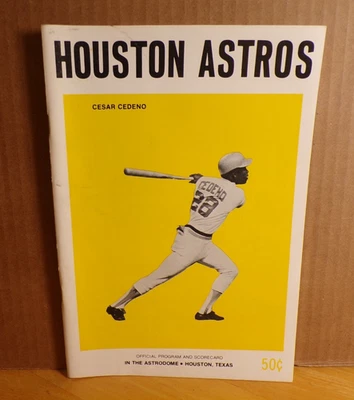 HOUSTON ASTROS
CESAR CEDENO
CEDENO
28
OFFICIAL PROGRAM AND SCORECARD
IN THE ASTRODOME • HOUSTON, TEXAS
50¢